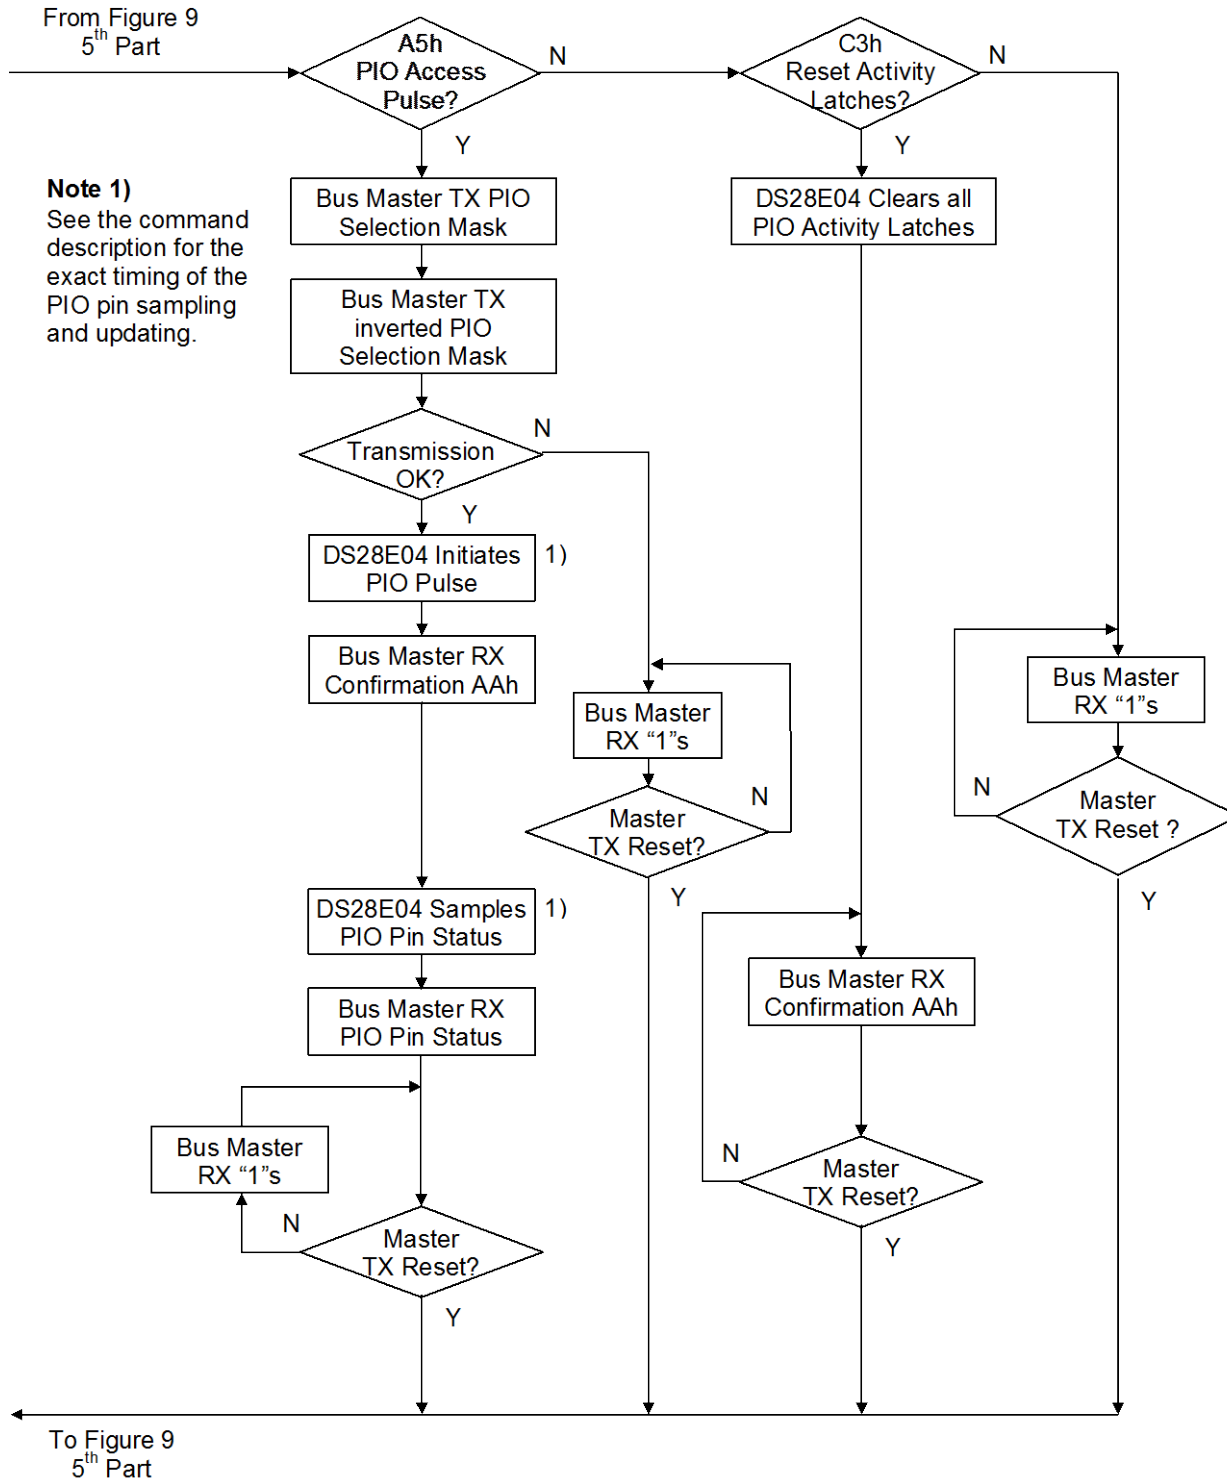 From Figure 9
5th Part
A5h
PIO Access
Pulse?
N
C3h
Reset Activity
Latches?
N
Y
Y
Note 1)
See the command
description for the
exact timing of the
PIO pin sampling
and updating.
Bus Master TX PIO
Selection Mask
DS28E04 Clears all
PIO Activity Latches
Bus Master TX
inverted PIO
Selection Mask
Transmission
OK?
N
Y
DS28E04 Initiates
PIO Pulse
1)
Bus Master RX
Confirmation AAh
Bus Master
RX “1”s
Master
TX Reset?
N
Y
Bus Master
RX “1”s
Master
TX Reset ?
N
Y
DS28E04 Samples
PIO Pin Status
1)
Bus Master RX
PIO Pin Status
Bus Master RX
Confirmation AAh
Bus Master
RX “1”s
N
Master
TX Reset?
Y
N
Master
TX Reset?
Y
To Figure 9
5th Part